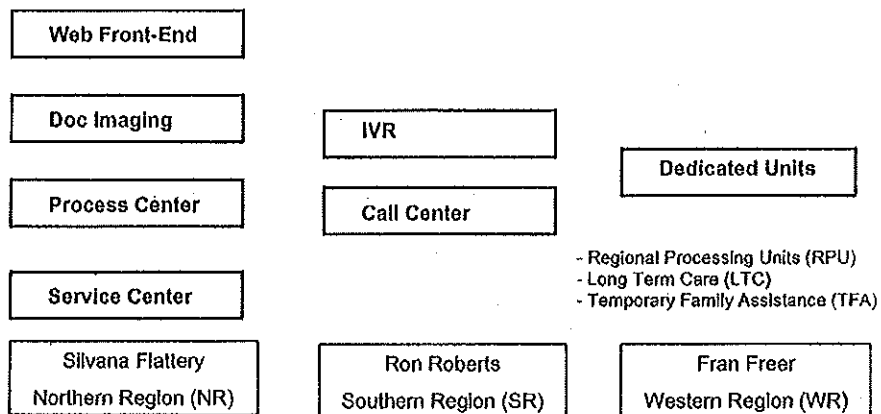 Web Front-End
Doc Imaging
Process Center
Service Center
Silvana Flattery
Northern Region (NR)
IVR
Call Center
Ron Roberts
Southern Region (SR)
Dedicated Units
- Regional Processing Units (RPU)
- Long Term Care (LTC)
- Temporary Family Assistance (TFA)
Fran Freer
Western Region (WR)